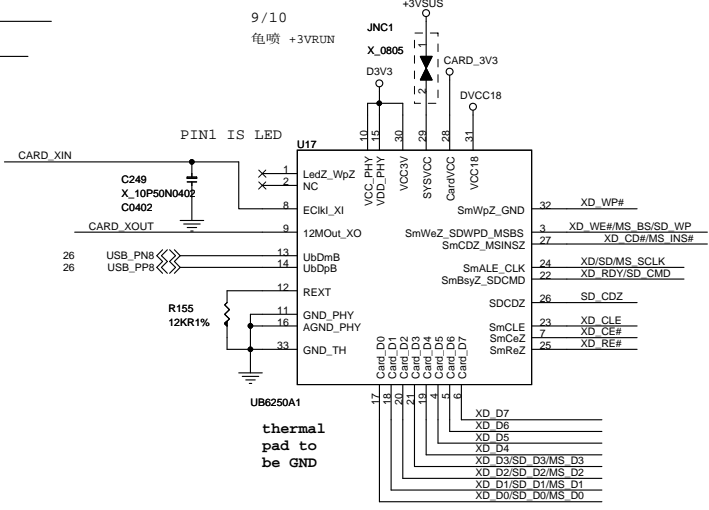 9/10
龟喷 +3VRUN
+3VSUS
JNC1
X_0805
1
2
CARD_3V3
D3V3
DVCC18
PIN1 IS LED
U17
10
15
30
29
28
31
VCC_PHY
VDD_PHY
VCC3V
SYSVCC
CardVCC
VCC18
CARD_XIN
C249
X_10P50N0402
C0402
1 LedZ_WpZ
2 NC
8 EClkI_XI
CARD_XOUT 9 12MOut_XO
26 USB_PN8 13 UbDmB
26 USB_PP8 14 UbDpB
12 REXT
R155
12KR1%
11 GND_PHY
16 AGND_PHY
33 GND_TH
SmWpZ_GND 32 XD_WP#
SmWeZ_SDWPD_MSBS 3 XD_WE#/MS_BS/SD_WP
SmCDZ_MSINSZ 27 XD_CD#/MS_INS#
SmALE_CLK 24 XD/SD/MS_SCLK
SmBsyZ_SDCMD 22 XD_RDY/SD_CMD
SDCDZ 26 SD_CDZ
SmCLE 23 XD_CLE
SmCeZ 7 XD_CE#
SmReZ 25 XD_RE#
Card_D0
Card_D1
Card_D2
Card_D3
Card_D4
Card_D5
Card_D6
Card_D7
17
18
20
21
19
4
5
6
UB6250A1
thermal
pad to
be GND
XD_D7
XD_D6
XD_D5
XD_D4
XD_D3/SD_D3/MS_D3
XD_D2/SD_D2/MS_D2
XD_D1/SD_D1/MS_D1
XD_D0/SD_D0/MS_D0